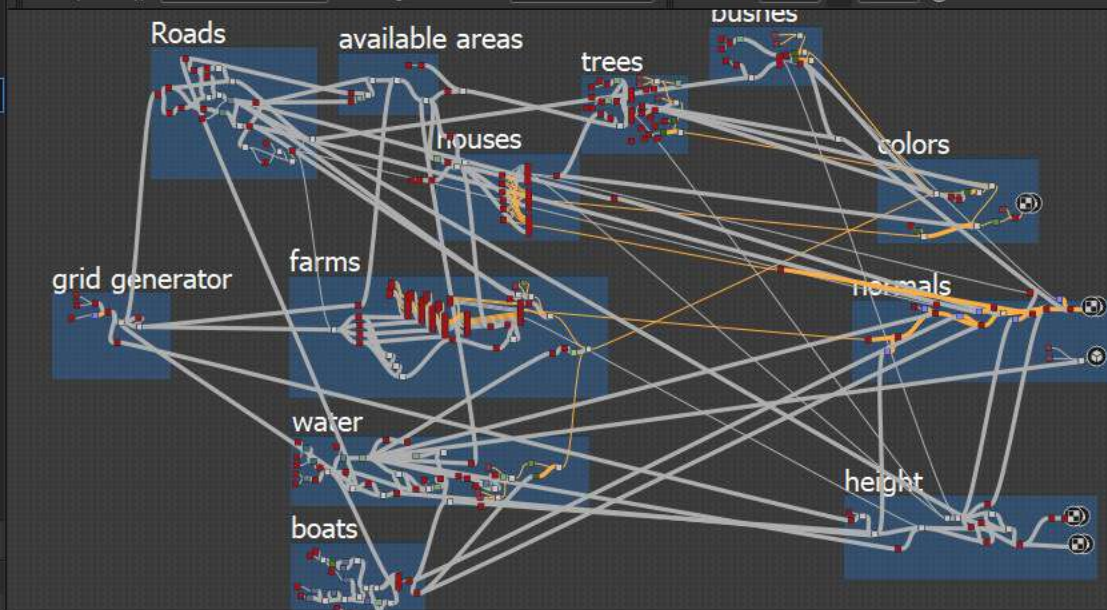 Roads
available areas
bushes
trees
houses
colors
grid generator
farms
normals
water
height
boats